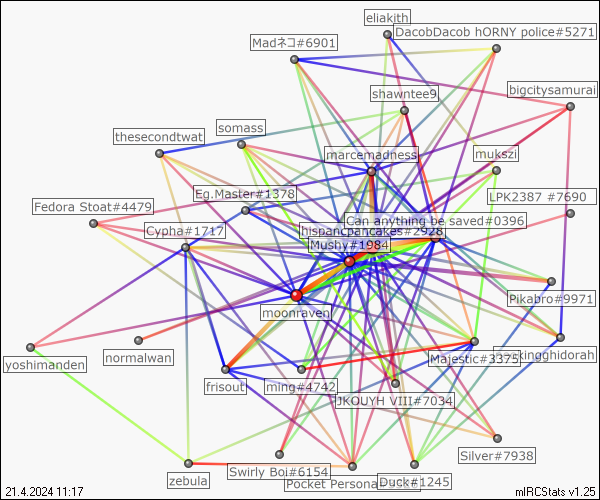 eliakith
DacobDacob hORNY police#5271
Madネコ#6901
bigcitysamurai
shawntee9
somass
thesecondtwat
marcemadness
mukszi
Eg.Master#1378
LPK2387 ~#7690
Fedora Stoat#4479
Can anything be saved#0396
Cypha#1717
hispancpancakes#2928
Mushy#1984
Pikabro#9971
moonraven
yoshimanden
normalwan
Majestic#3375
kingghidorah
frisout
ming#4742
JKOUYH VIII#7034
Silver#7938
zebula
Swirly Boi#6154
Pocket Persona
Duck#1245
21.4.2024 11:17
mIRCStats v1.25